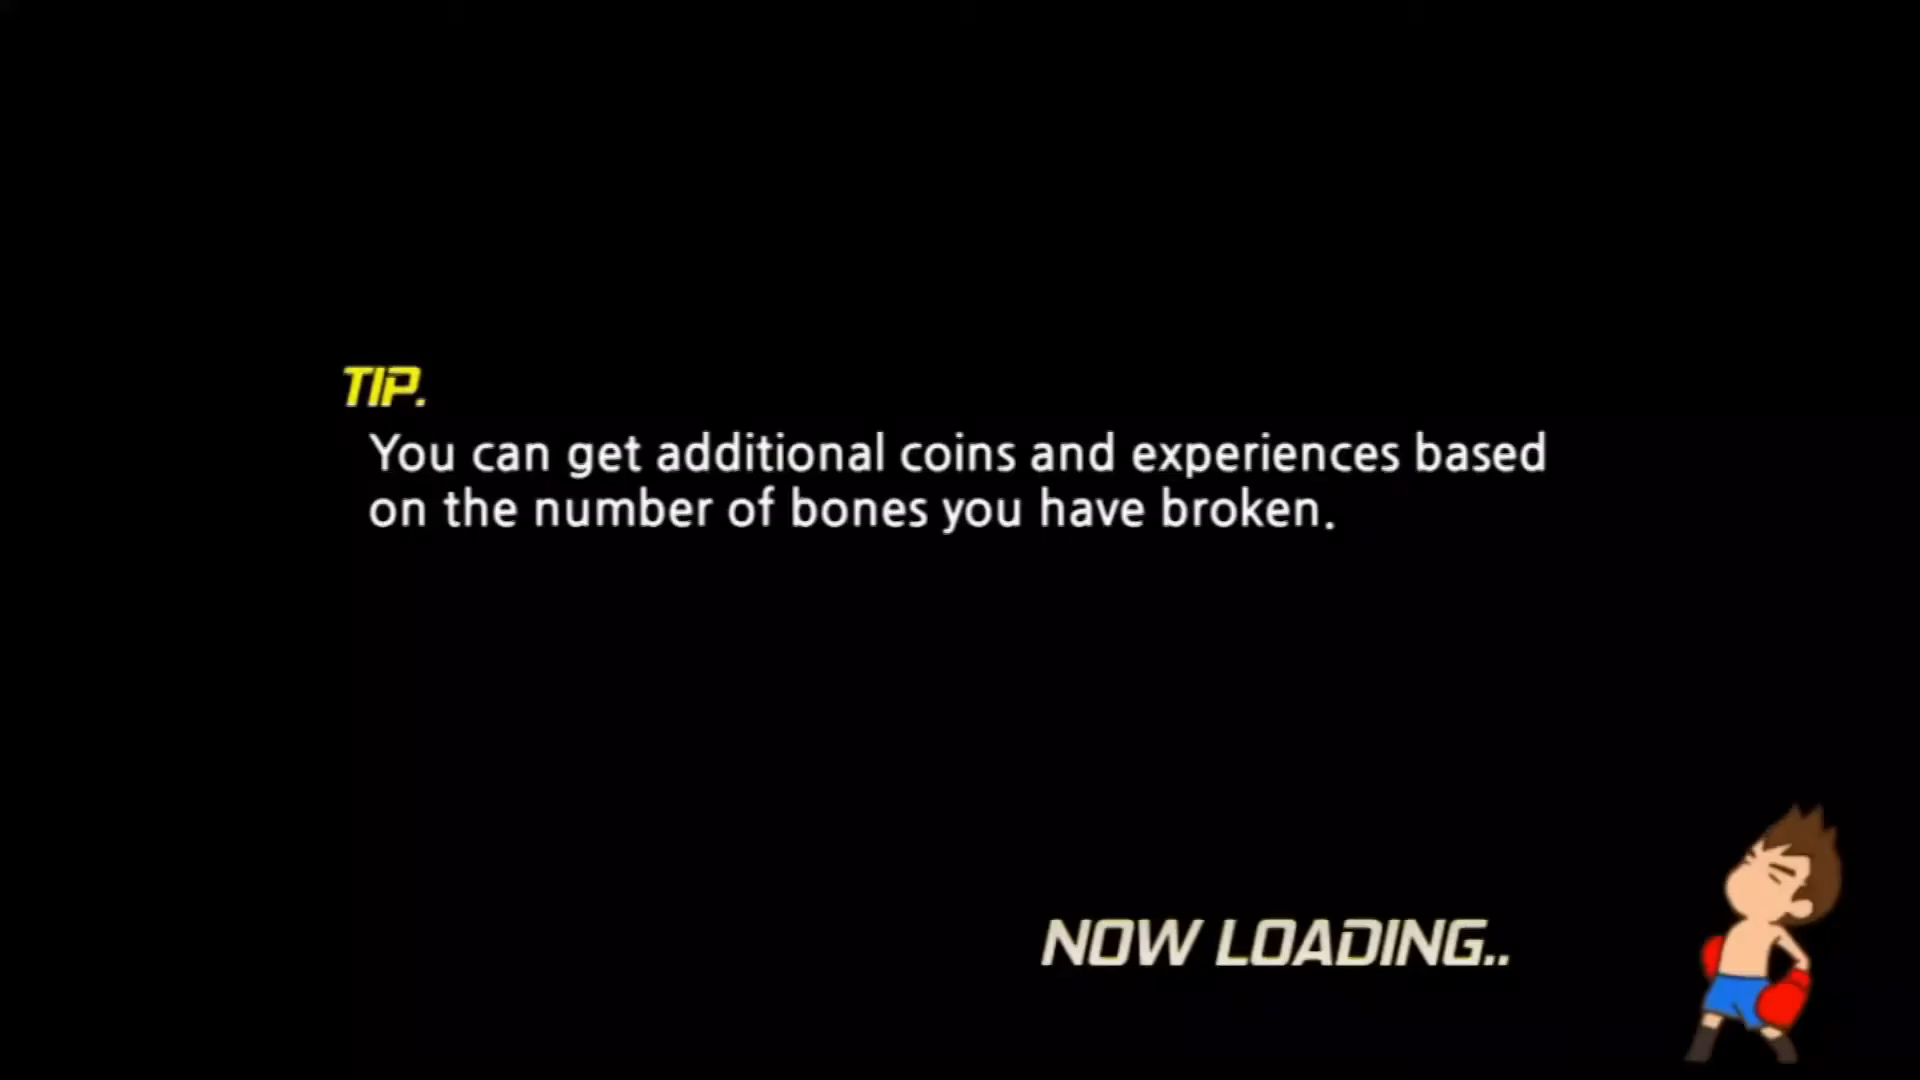 TIP.
You can get additional coins and experiences based
on the number of bones you have broken.
NOW LOADING..